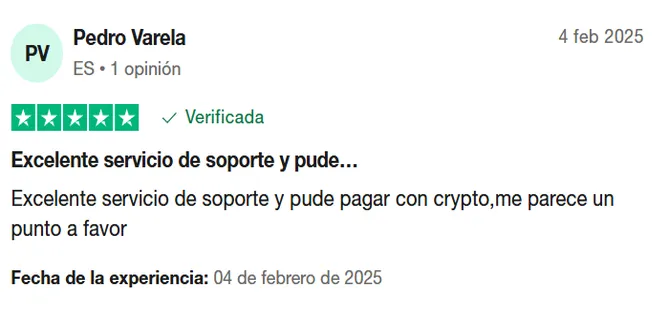 PV
Pedro Varela
4 feb 2025
ES • 1 opinión
Verificada
Excelente servicio de soporte y pude...
Excelente servicio de soporte y pude pagar con crypto,me parece un
punto a favor
Fecha de la experiencia: 04 de febrero de 2025